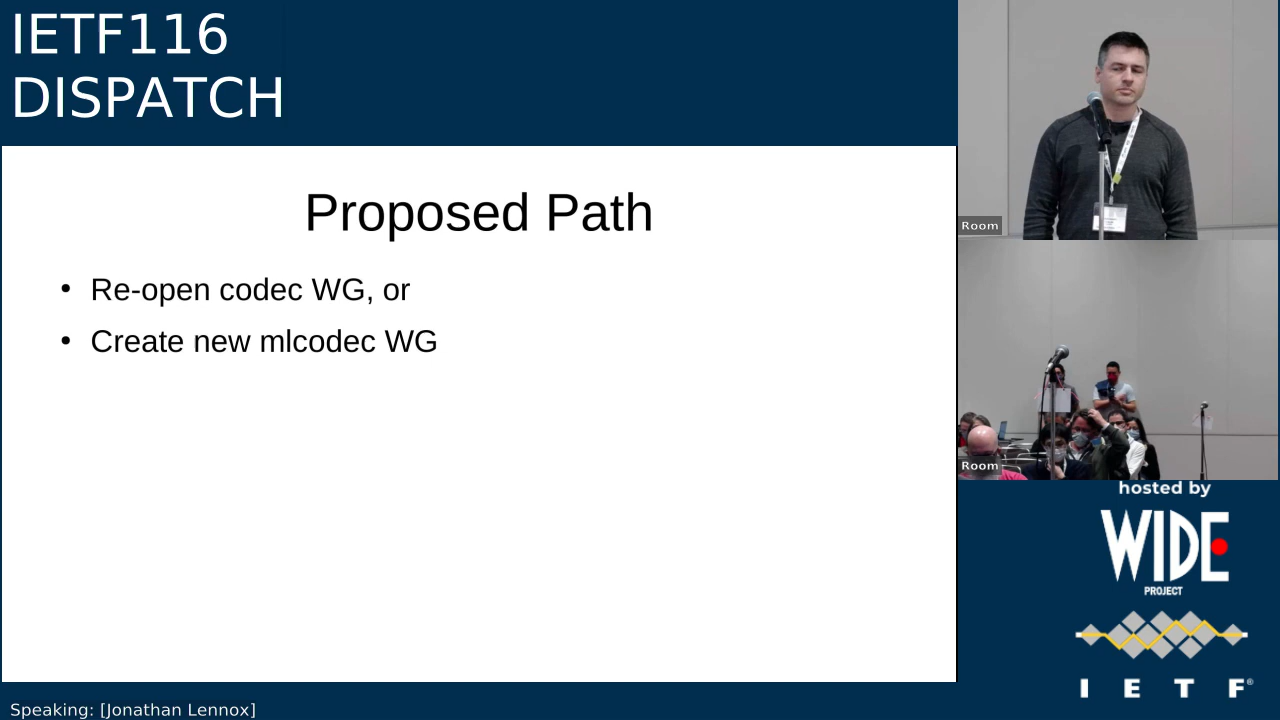 IETF116
DISPATCH
Proposed Path
• Re-open codec WG, or
• Create new mlcodec WG
Room
Room
hosted by
WIDE
PROJECT
I E T F®
Speaking: [Jonathan Lennox]